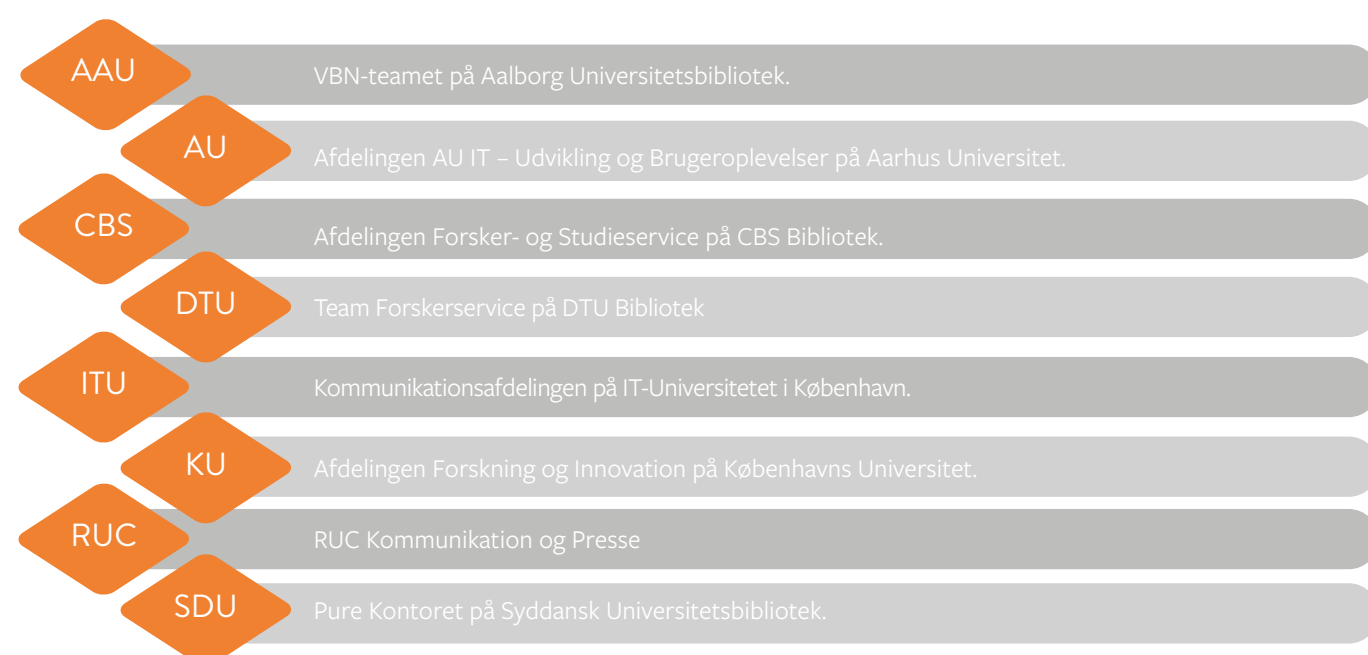 AAU
VBN-teamet på Aalborg Universitetsbibliotek.
AU
Afdelingen AU IT – Udvikling og Brugeroplevelser på Aarhus Universitet.
CBS
Afdelingen Forsker- og Studieservice på CBS Bibliotek.
DTU
Team Forskerservice på DTU Bibliotek
ITU
Kommunikationsafdelingen på IT-Universitetet i København.
KU
Afdelingen Forskning og Innovation på Københavns Universitet.
RUC
RUC Kommunikation og Presse
SDU
Pure Kontoret på Syddansk Universitetsbibliotek.